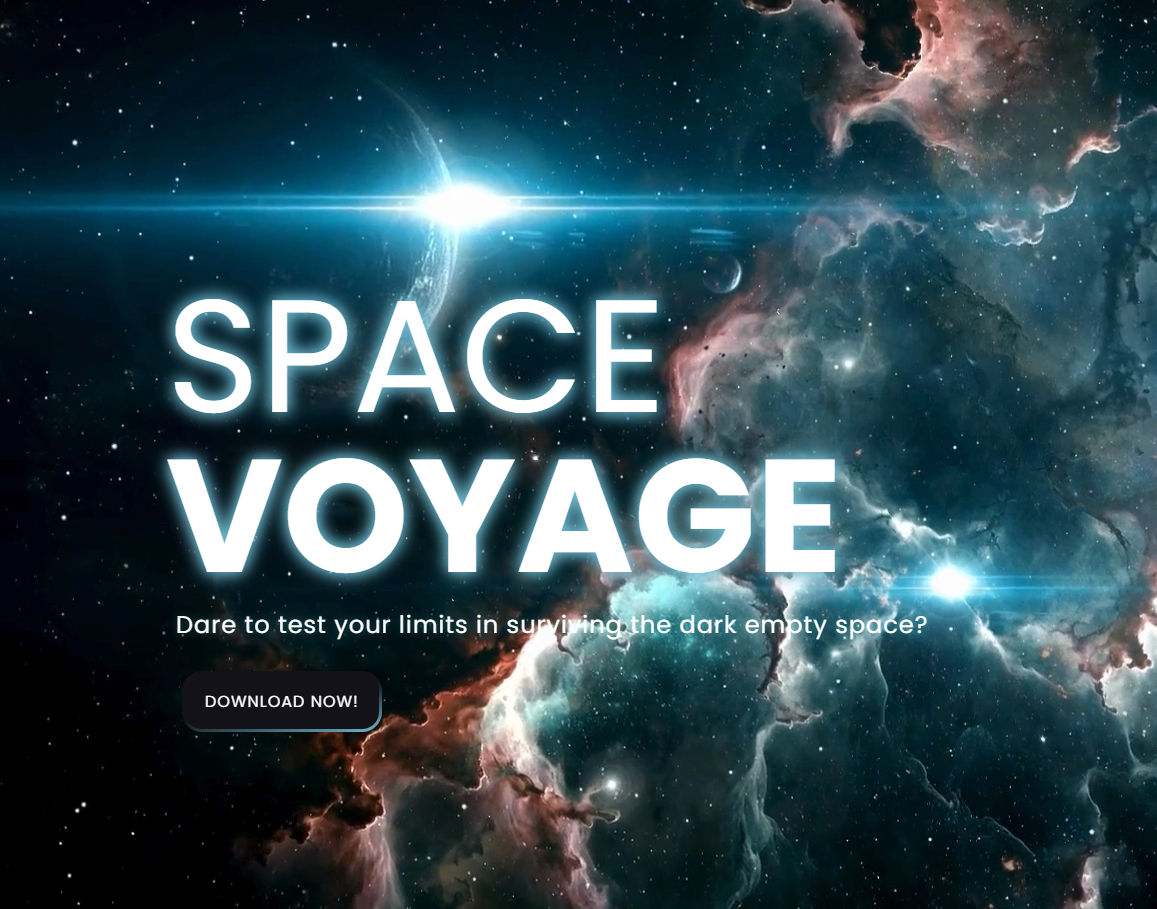 SPACE
VOYAGE
Dare to test your limits in surviving the dark empty space?
DOWNLOAD NOW!